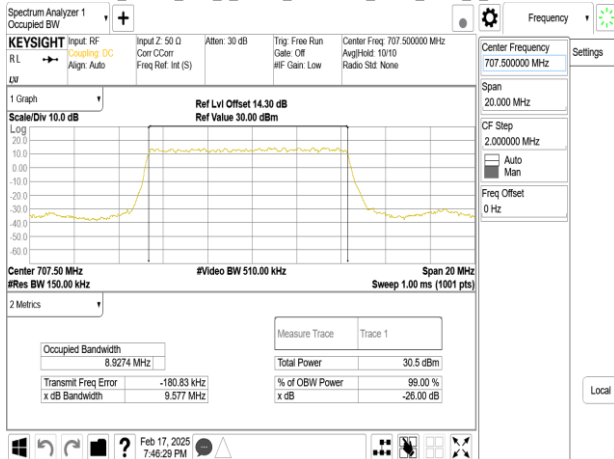 Spectrum Analyzer 1
Occupied BW
+
Frequency
KEYSIGHT
RL
LXI
Input: RF
Coupling: DC
Align: Auto
Input Z: 50 Ω
Corr CCorr
Freq Ref: Int (S)
Atten: 30 dB
Trig: Free Run
Gate: Off
#IF Gain: Low
Center Freq: 707.500000 MHz
Avg|Hold: 10/10
Radio Std: None
Center Frequency
707.500000 MHz
Settings
Span
20.000 MHz
CF Step
2.000000 MHz
Auto
Man
Freq Offset
0 Hz
Local
1 Graph
Scale/Div 10.0 dB
Ref Lvl Offset 14.30 dB
Ref Value 30.00 dBm
Log
20.0
10.0
0.00
-10.0
-20.0
-30.0
-40.0
-50.0
-60.0
Center 707.50 MHz
#Video BW 510.00 kHz
Span 20 MHz
#Res BW 150.00 kHz
Sweep 1.00 ms (1001 pts)
2 Metrics
Measure Trace
Trace 1
Occupied Bandwidth
8.9274 MHz
Total Power
30.5 dBm
Transmit Freq Error
-180.83 kHz
% of OBW Power
99.00 %
x dB Bandwidth
9.577 MHz
x dB
-26.00 dB
?
Feb 17, 2025
7:46:29 PM